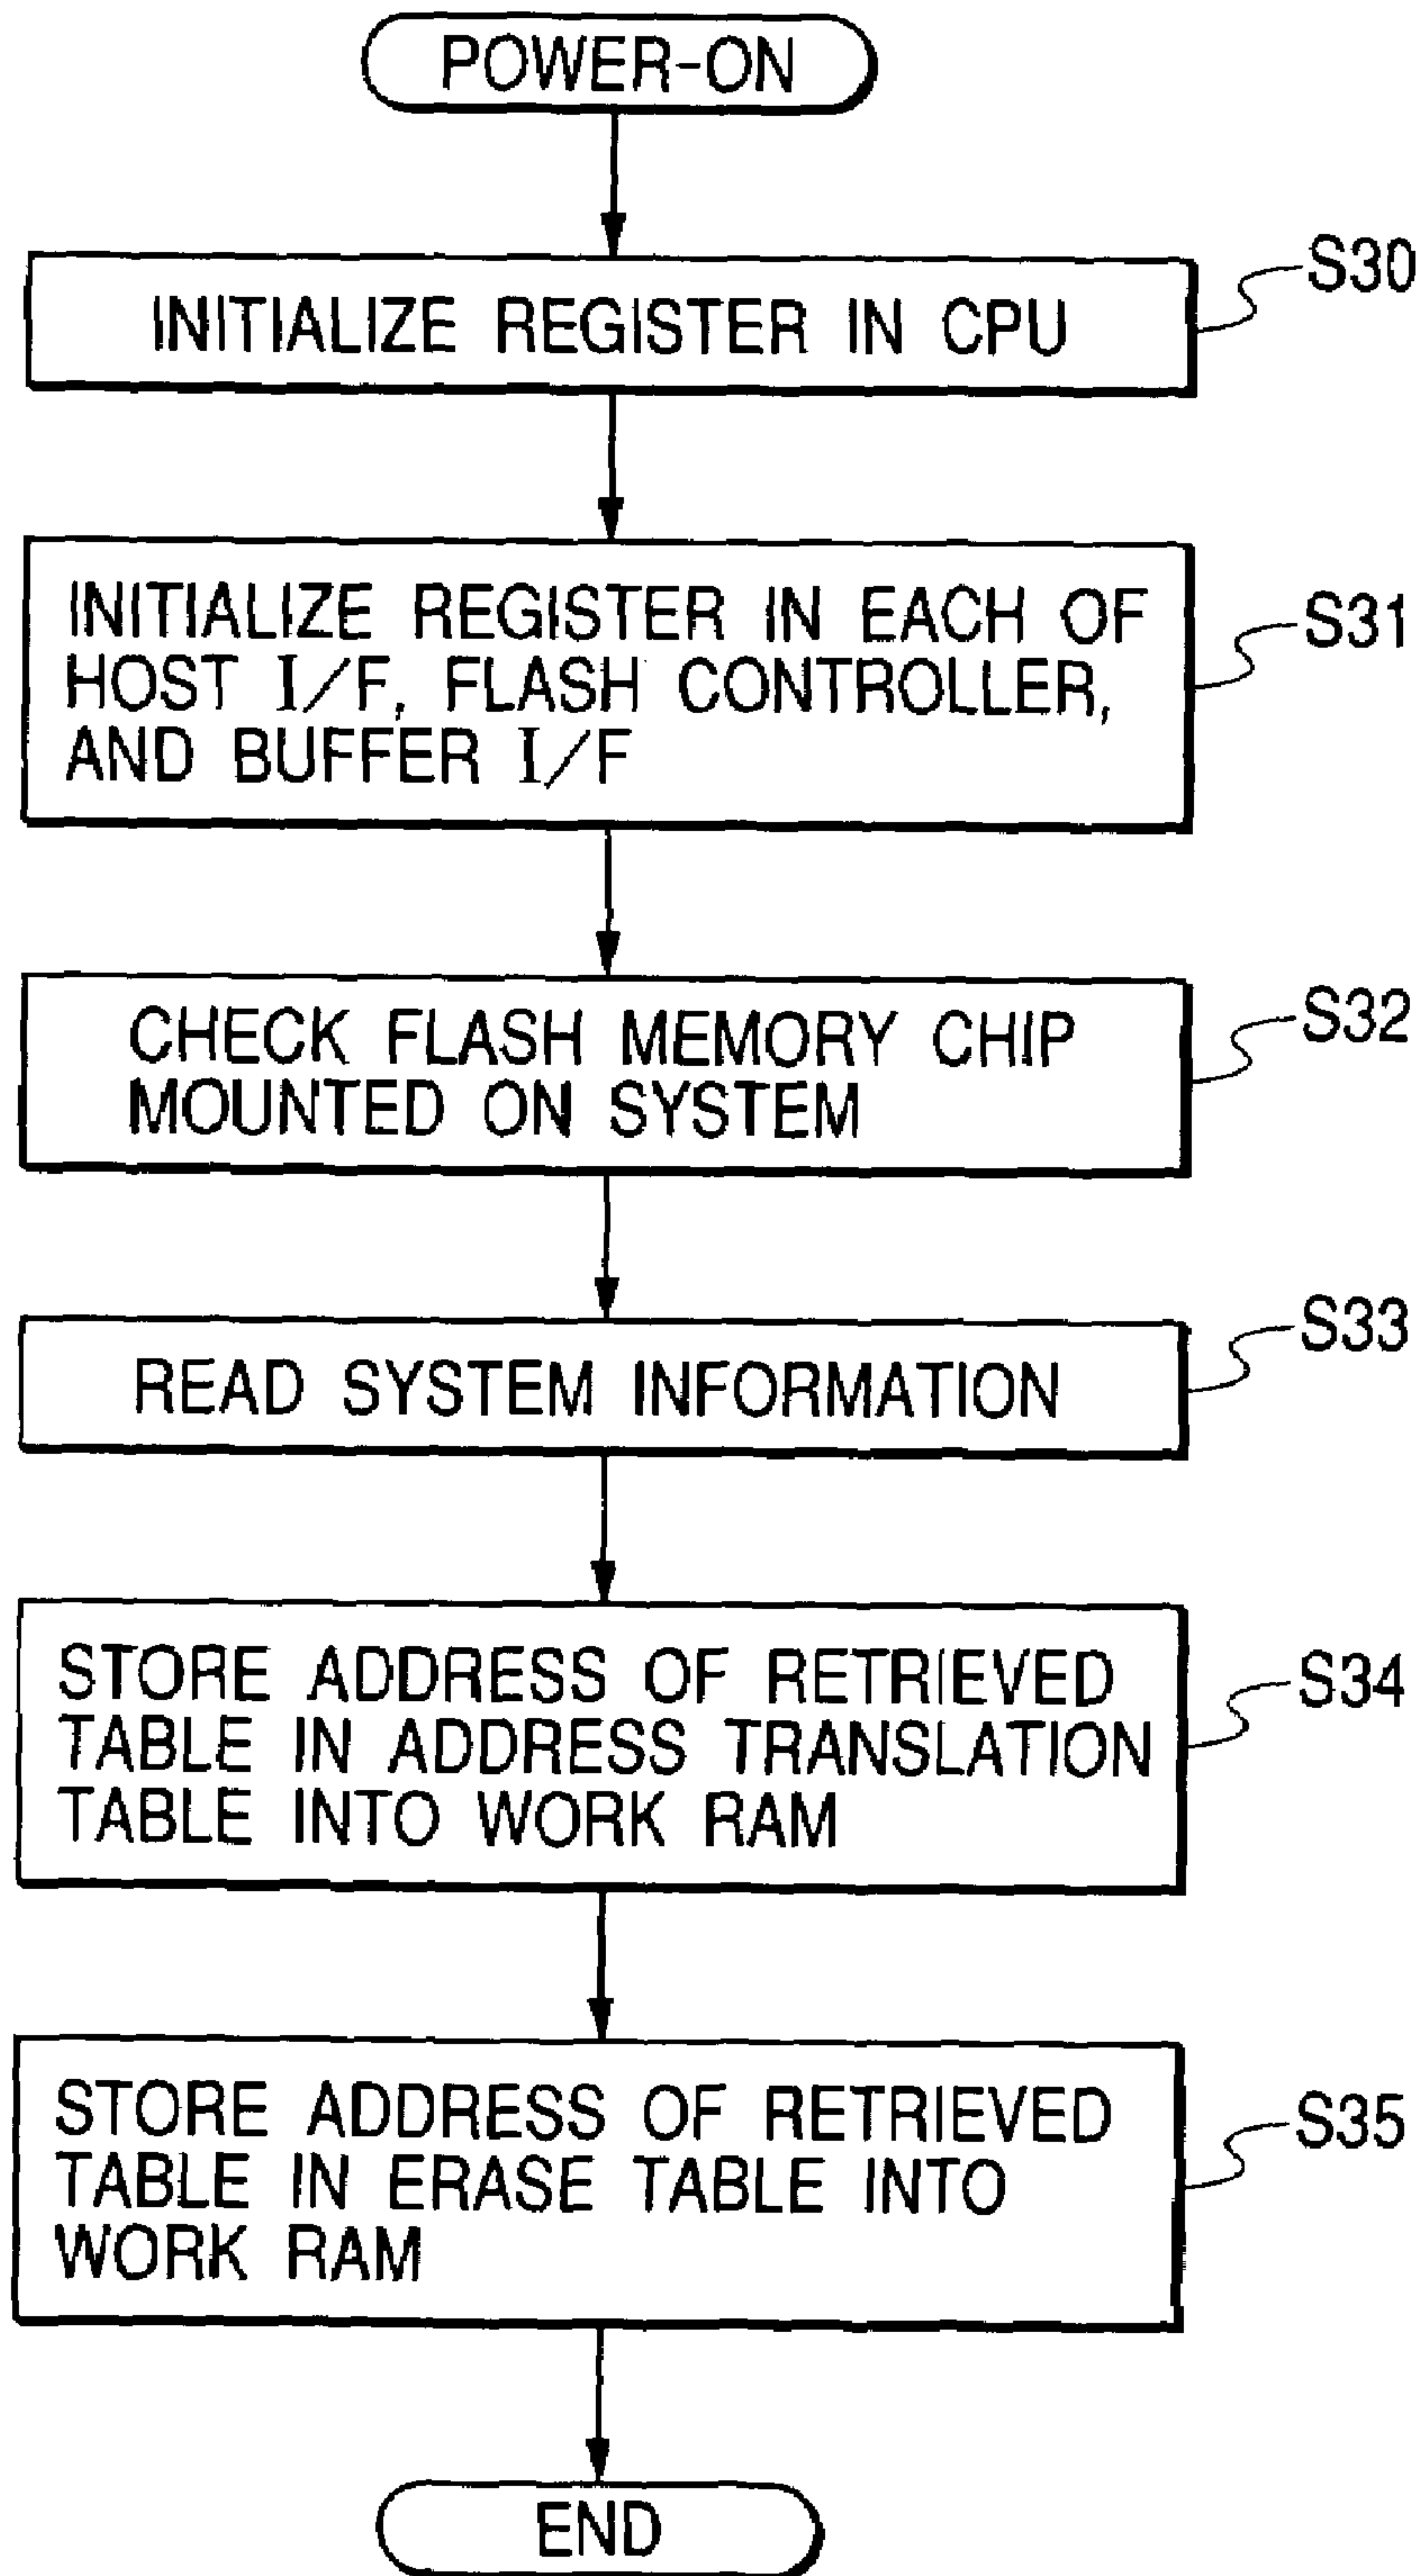 POWER-ON
INITIALIZE REGISTER IN CPU
S30
INITIALIZE REGISTER IN EACH OF
HOST I/F, FLASH CONTROLLER,
AND BUFFER I/F
S31
CHECK FLASH MEMORY CHIP
MOUNTED ON SYSTEM
S32
READ SYSTEM INFORMATION
S33
STORE ADDRESS OF RETRIEVED
TABLE IN ADDRESS TRANSLATION
TABLE INTO WORK RAM
S34
STORE ADDRESS OF RETRIEVED
TABLE IN ERASE TABLE INTO
WORK RAM
S35
END